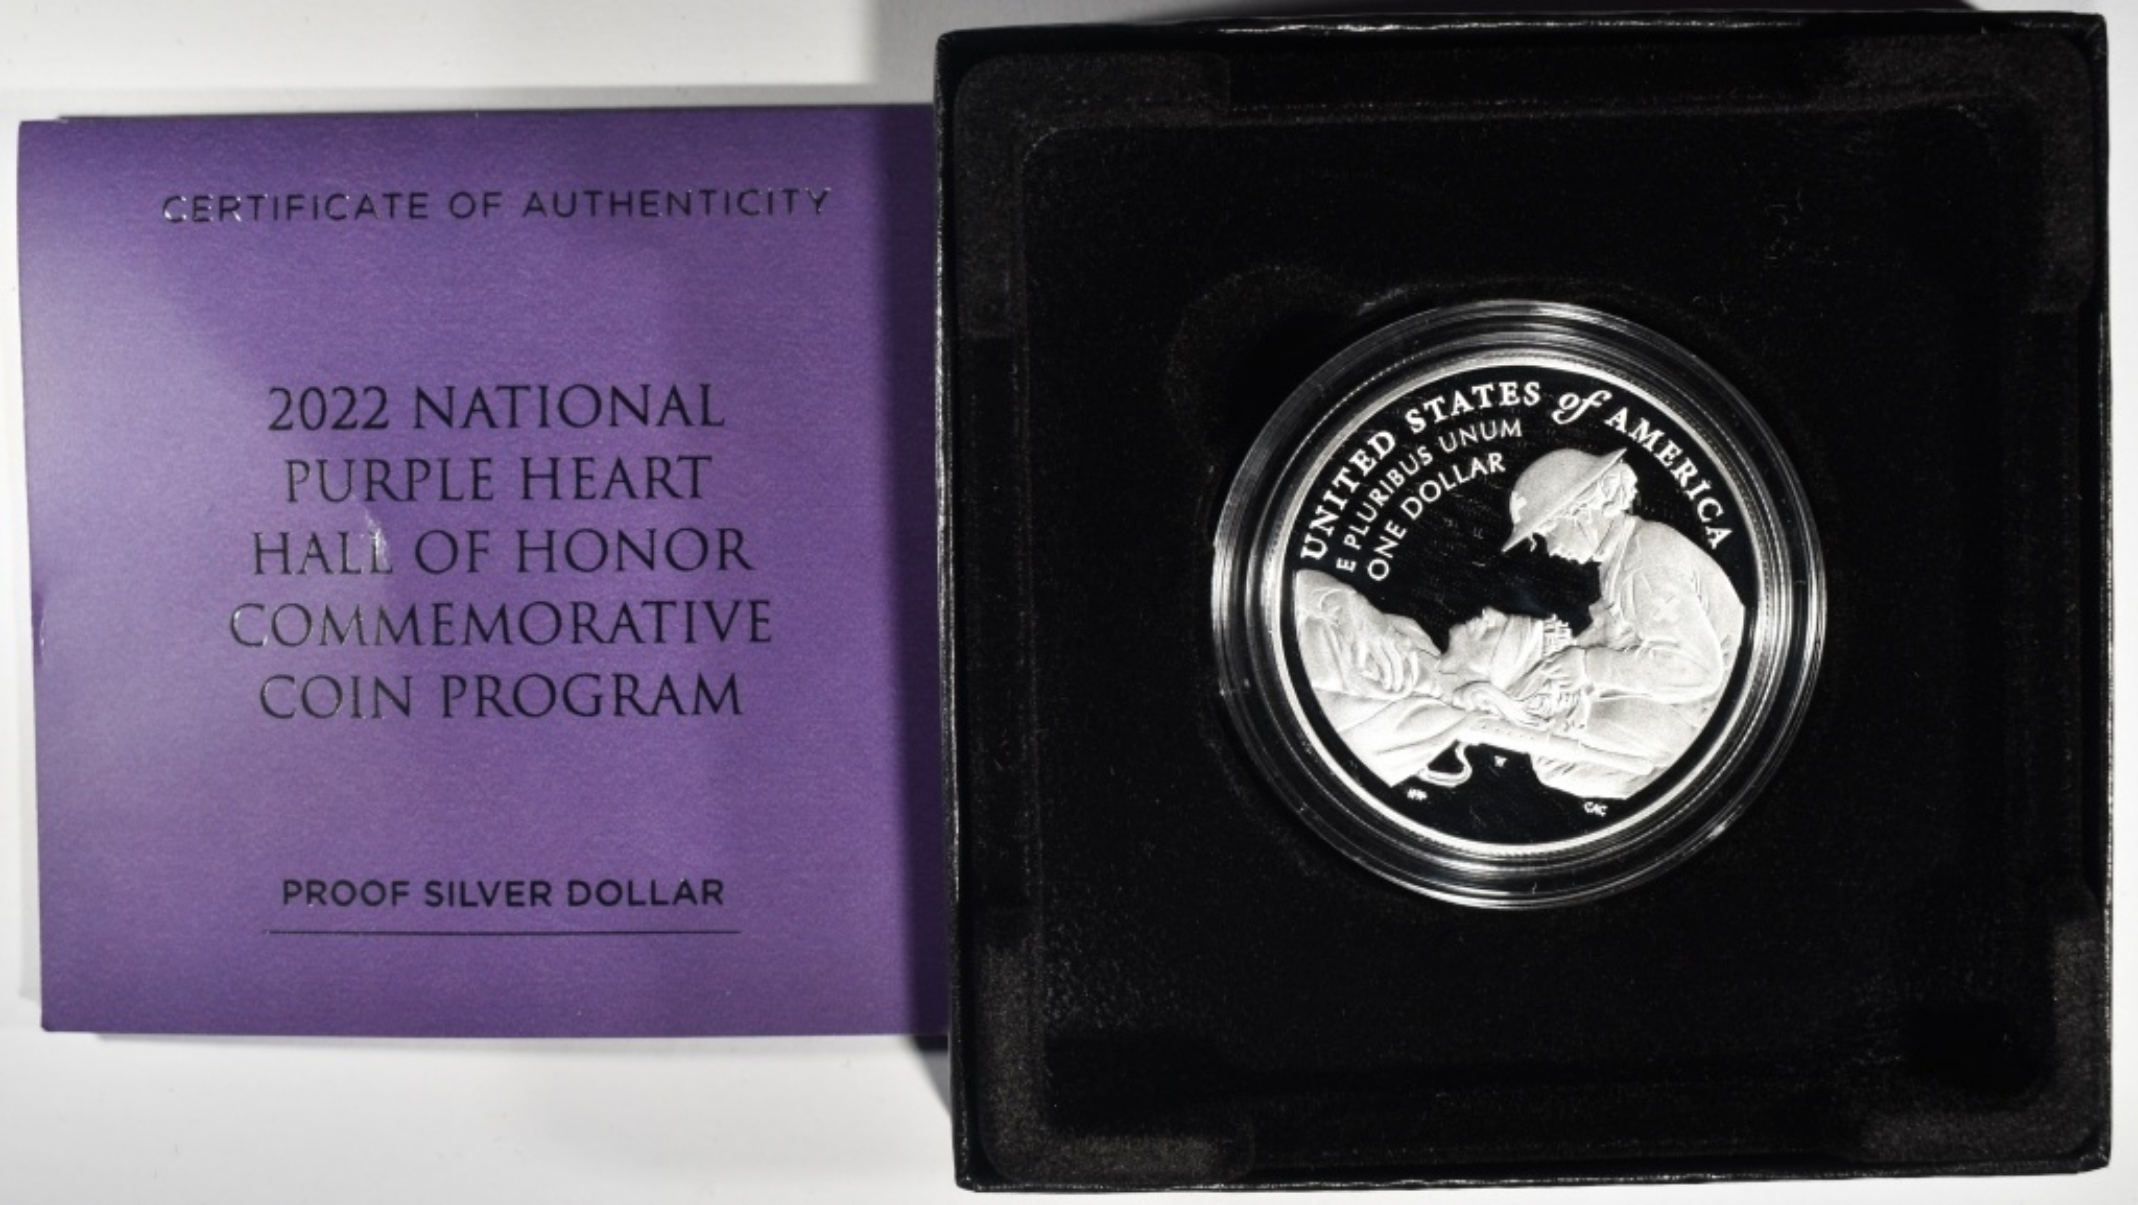 CERTIFICATE OF AUTHENTICITY
2022 NATIONAL
PURPLE HEART
HALL OF HONOR
COMMEMORATIVE
COIN PROGRAM
PROOF SILVER DOLLAR
UNITED STATES of AMERICA
E PLURIBUS UNUM
ONE DOLLAR
W
CAC